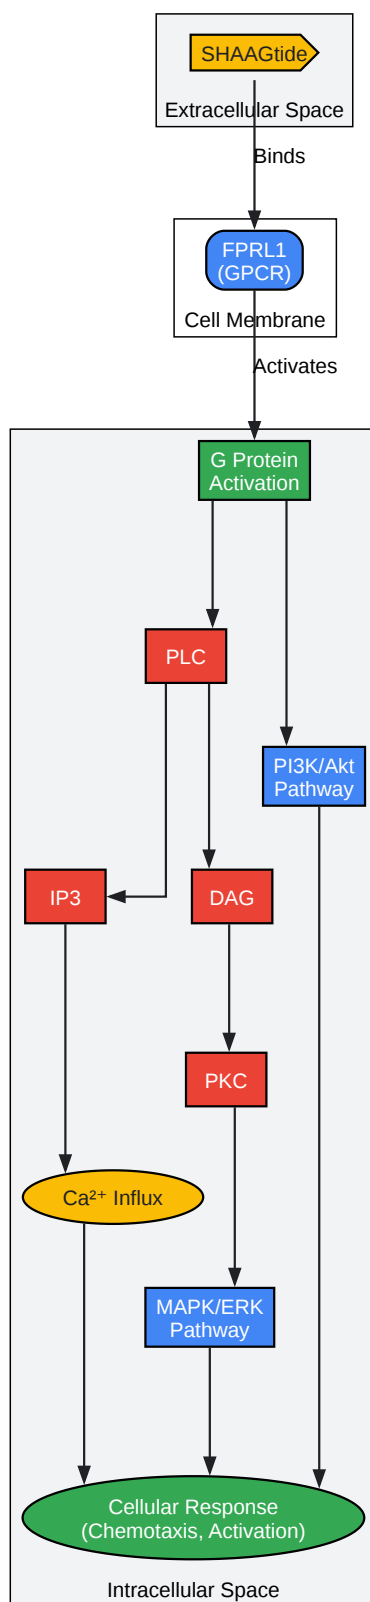 SHAAGtide
Extracellular Space
Binds
FPRL1
(GPCR)
Cell Membrane
Activates
G Protein
Activation
PLC
PI3K/Akt
Pathway
IP3
DAG
PKC
Ca²⁺ Influx
MAPK/ERK
Pathway
Cellular Response
(Chemotaxis, Activation)
Intracellular Space